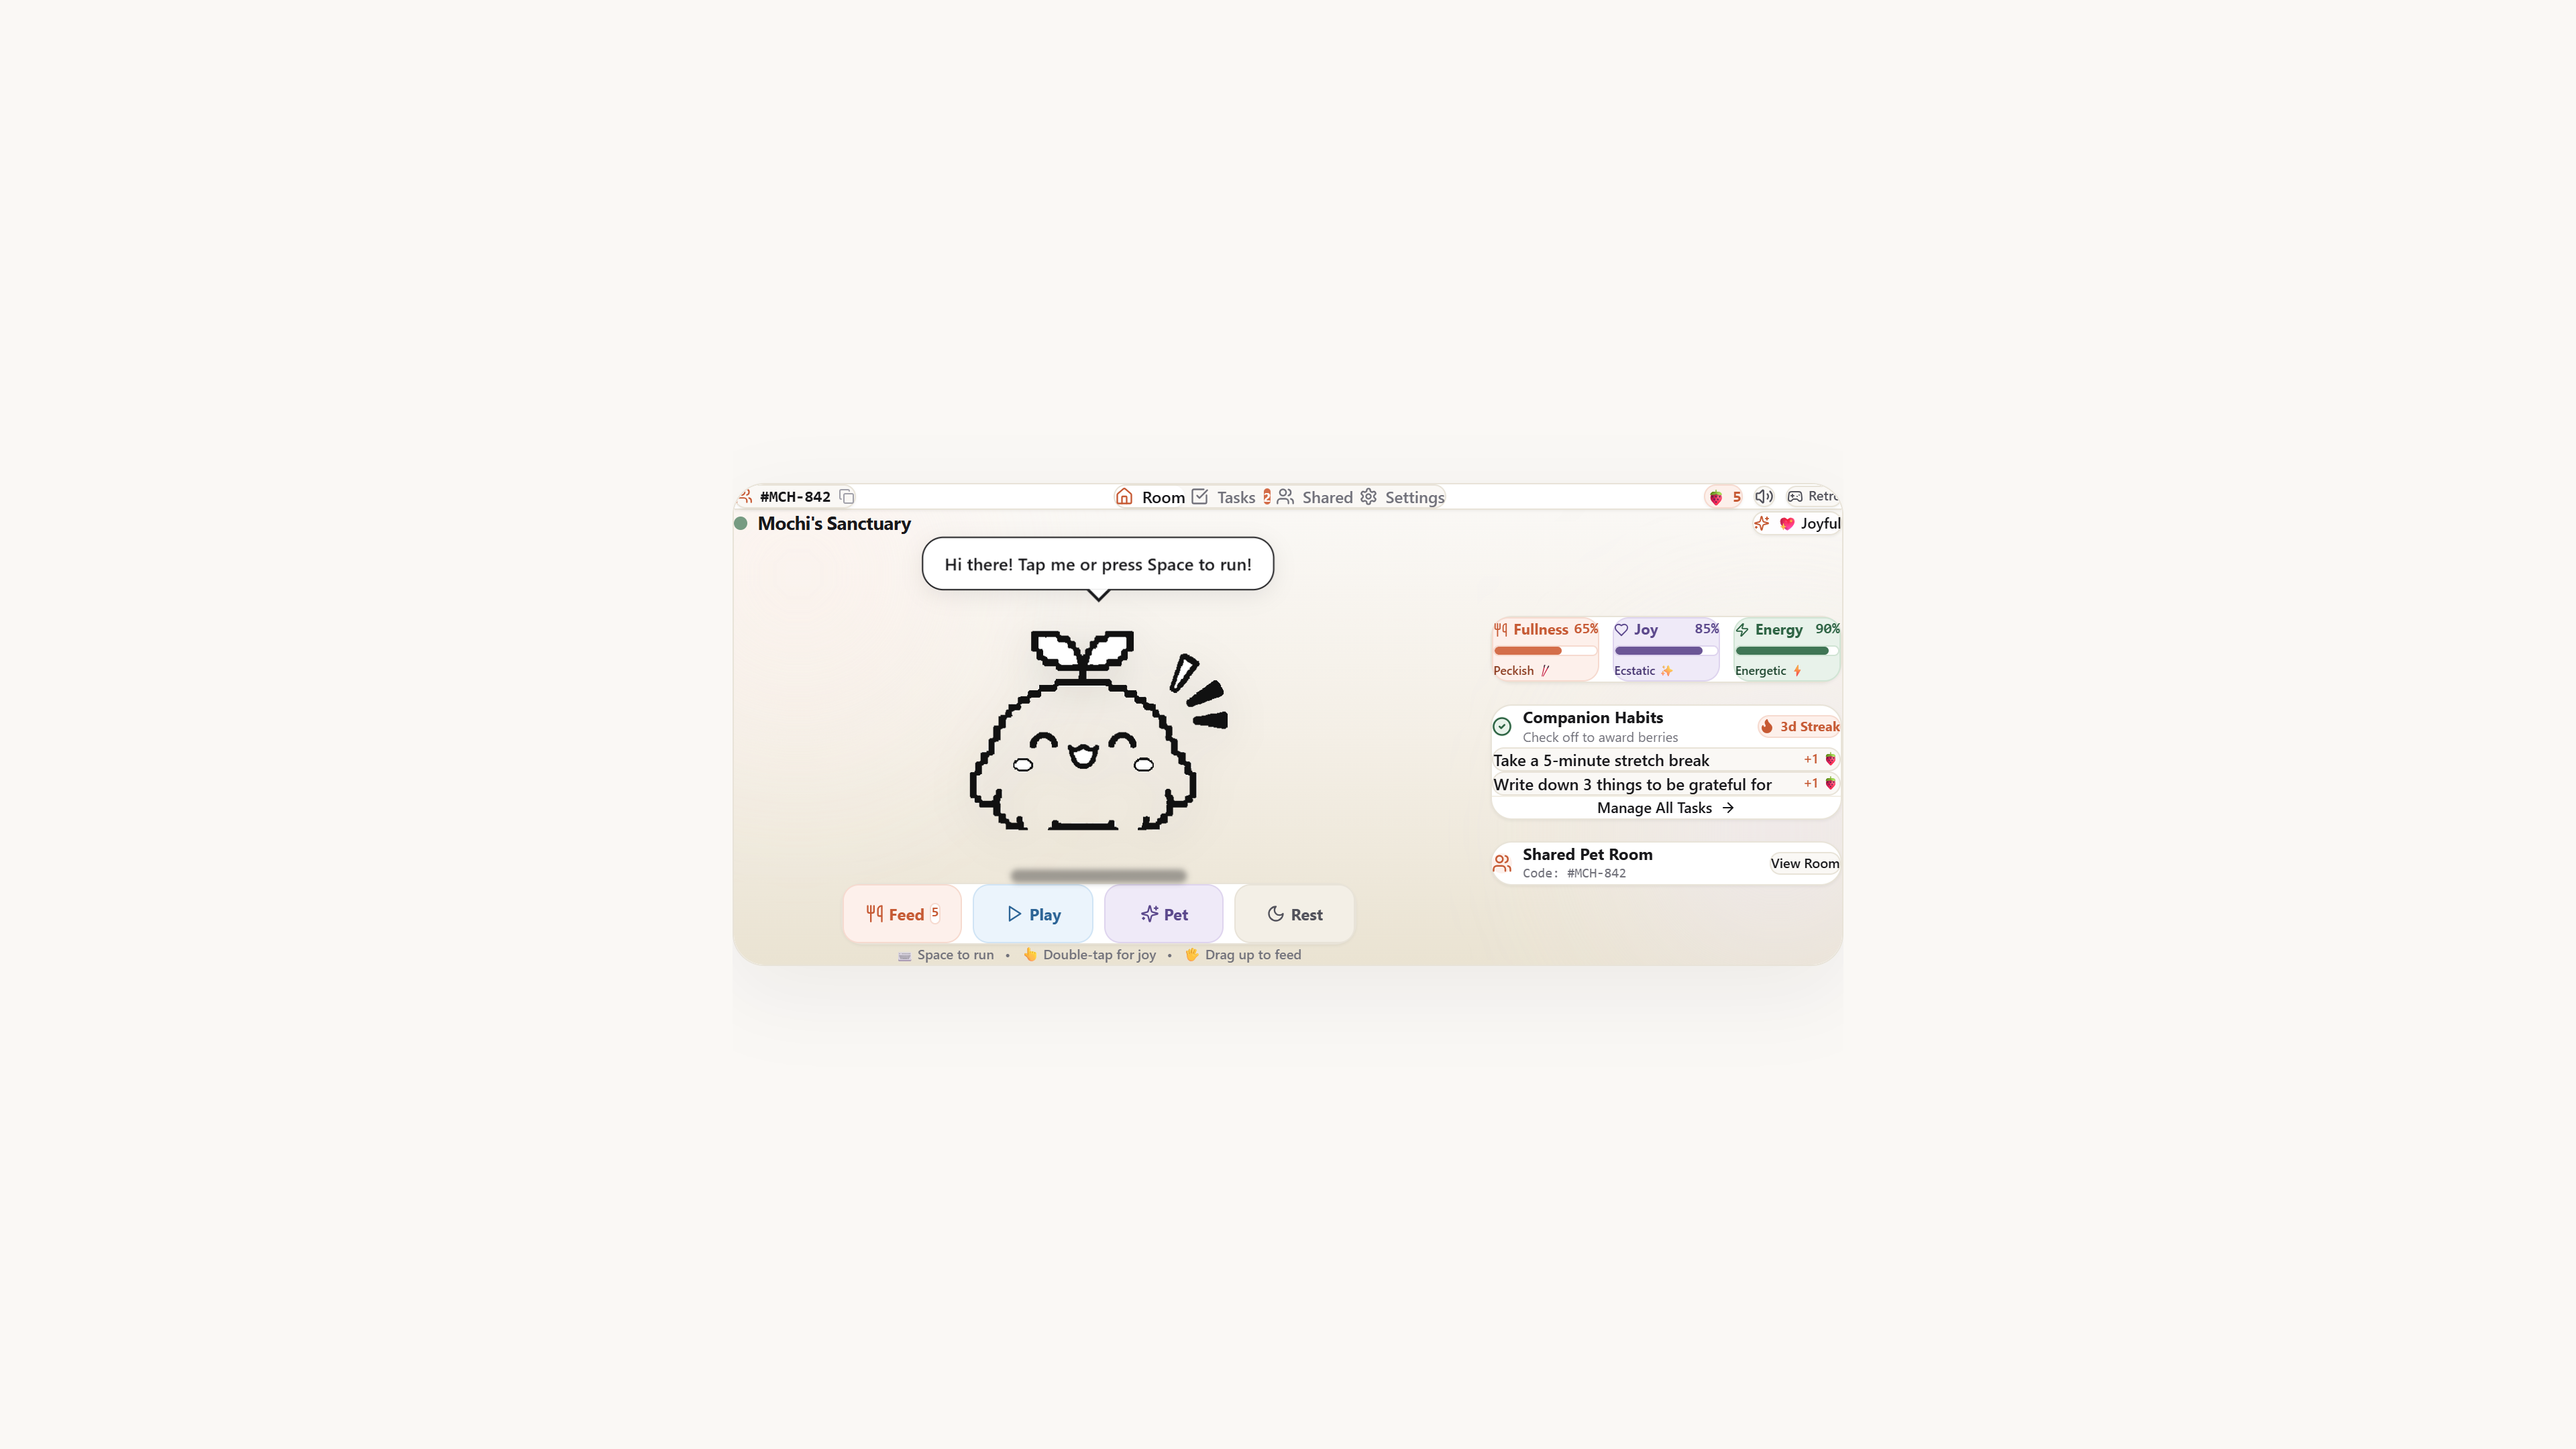 #MCH-842 Room Tasks 2 Shared Settings 5 Retro
Mochi's Sanctuary Joyful
Hi there! Tap me or press Space to run!
Fullness 65% Joy 85% Energy 90%
Peckish Ecstatic Energetic
Companion Habits
3d Streak
Check off to award berries
Take a 5-minute stretch break +1
Write down 3 things to be grateful for +1
Manage All Tasks →
Shared Pet Room
View Room
Code: #MCH-842
Feed 5 Play Pet Rest
Space to run • Double-tap for joy • Drag up to feed